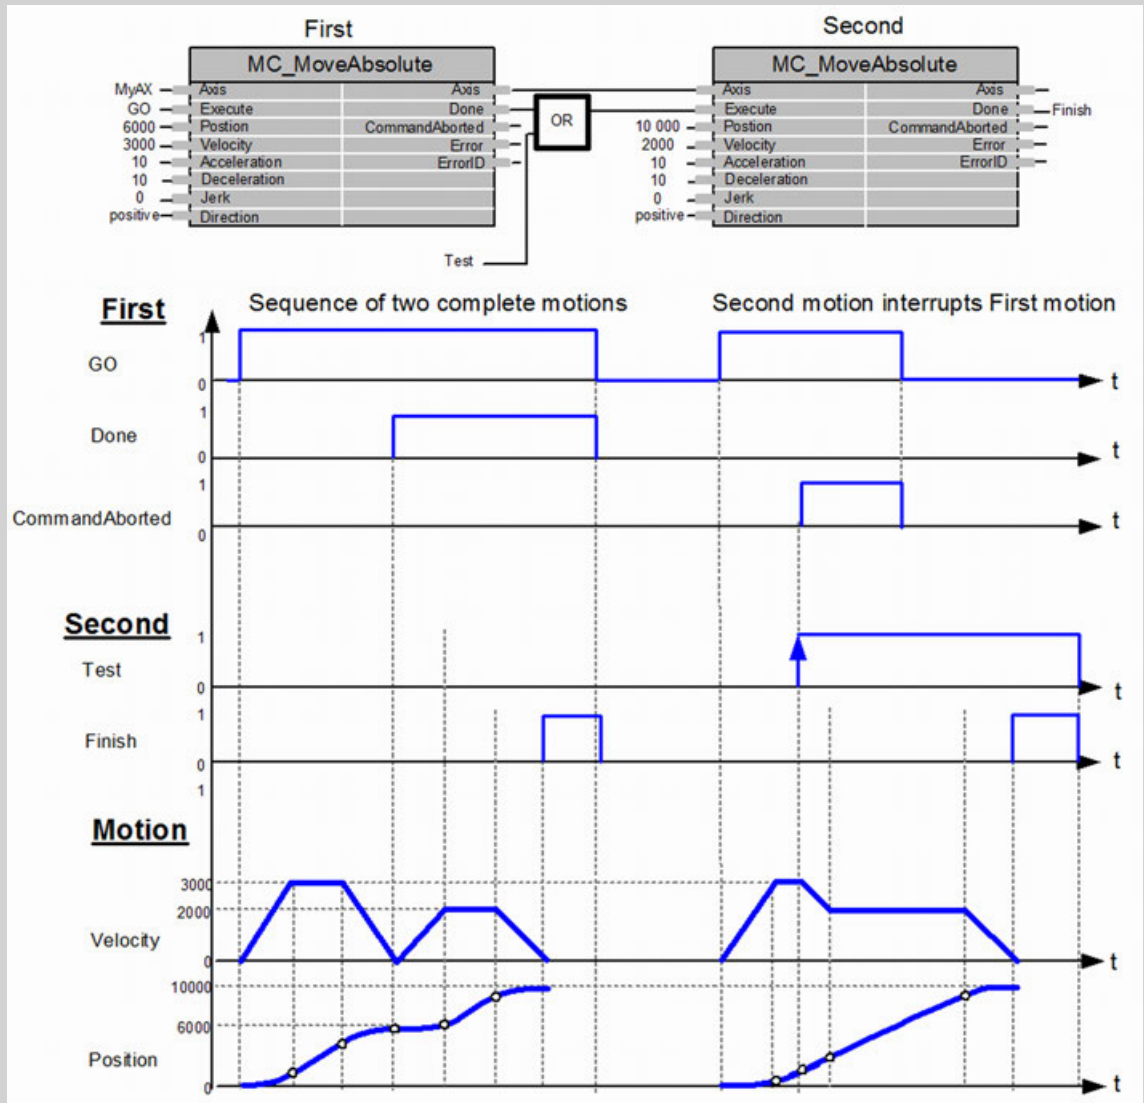 First
Second
MC_MoveAbsolute
MC_MoveAbsolute
MyAX Axis Axis
Axis Axis
GO Execute Done
OR
Execute Done Finish
6000 Postion CommandAborted
10 000 Postion CommandAborted
3000 Velocity Error
2000 Velocity Error
10 Acceleration ErrorID
10 Acceleration ErrorID
10 Deceleration
10 Deceleration
0 Jerk
0 Jerk
positive Direction
positive Direction
Test
First
Sequence of two complete motions
Second motion interrupts First motion
1
GO
0
t
1
Done
0
t
1
CommandAborted
0
t
Second
1
Test
0
t
1
Finish
0
t
1
Motion
3000
2000
Velocity
0
t
10000
6000
Position
0
t